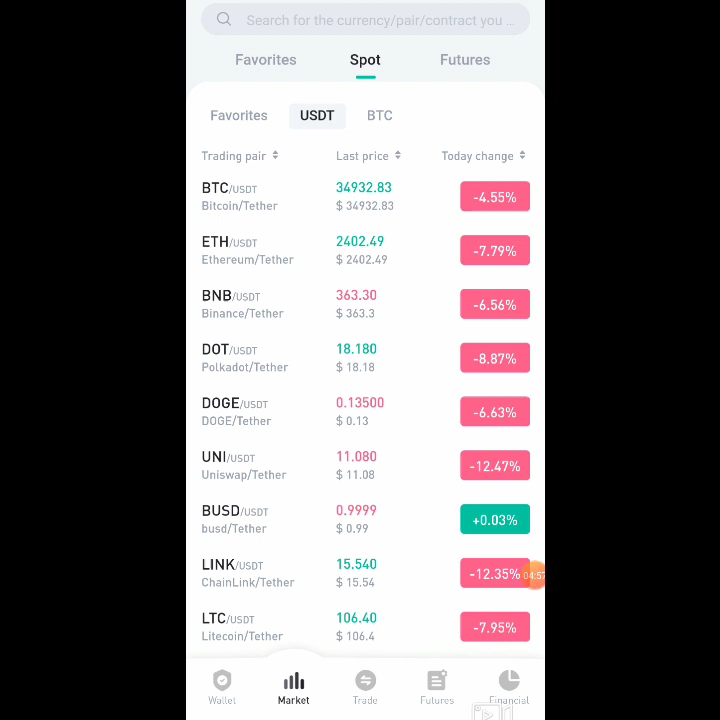 Search for the currency/pair/contract you ...
Favorites Spot Futures
Favorites USDT BTC
Trading pair Last price Today change
BTC/USDT 34932.83 -4.55%
Bitcoin/Tether $ 34932.83
ETH/USDT 2402.49 -7.79%
Ethereum/Tether $ 2402.49
BNB/USDT 363.30 -6.56%
Binance/Tether $ 363.3
DOT/USDT 18.180 -8.87%
Polkadot/Tether $ 18.18
DOGE/USDT 0.13500 -6.63%
DOGE/Tether $ 0.13
UNI/USDT 11.080 -12.47%
Uniswap/Tether $ 11.08
BUSD/USDT 0.9999 +0.03%
busd/Tether $ 0.99
LINK/USDT 15.540 -12.35% 04:57
ChainLink/Tether $ 15.54
LTC/USDT 106.40 -7.95%
Litecoin/Tether $ 106.4
Wallet Market Trade Futures Financial